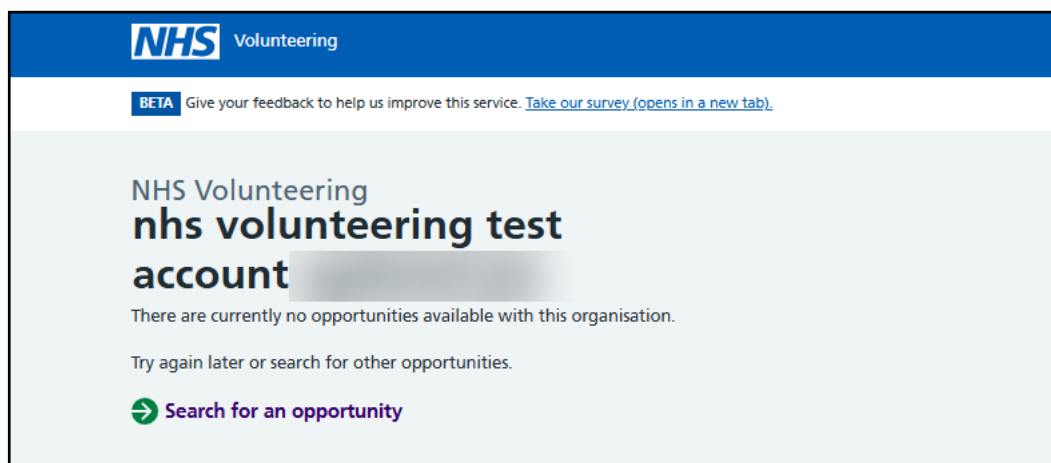 NHS Volunteering
BETA Give your feedback to help us improve this service. Take our survey (opens in a new tab).
NHS Volunteering
nhs volunteering test
account
There are currently no opportunities available with this organisation.
Try again later or search for other opportunities.
Search for an opportunity